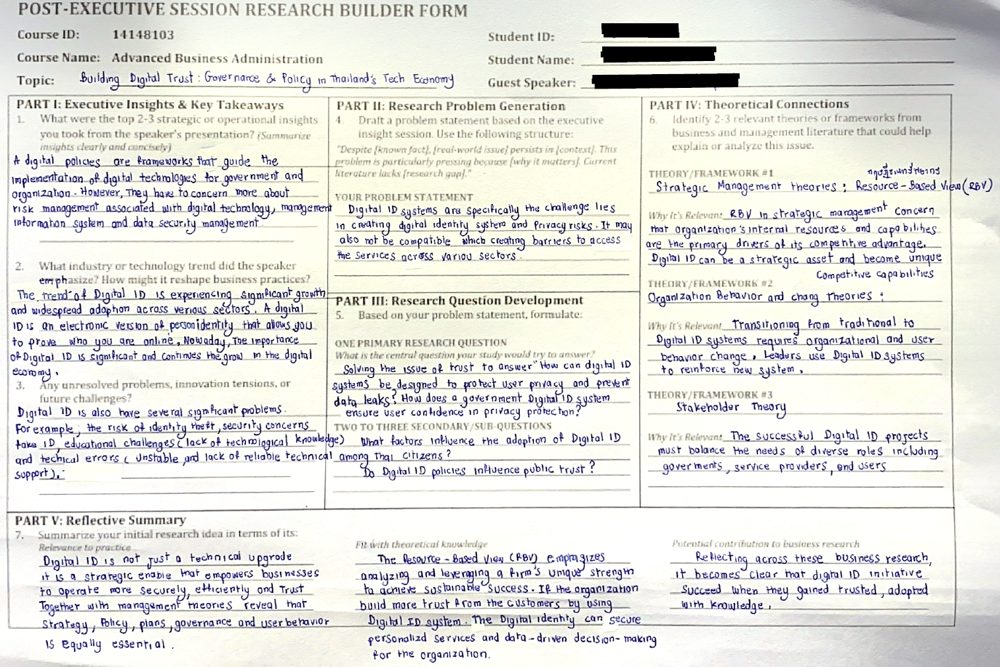 POST-EXECUTIVE SESSION RESEARCH BUILDER FORM
Course ID: 14148103
Student ID:
Course Name: Advanced Business Administration
Student Name:
Topic: Building Digital Trust : Governance & Policy in Thailand's Tech Economy
Guest Speaker:
PART I: Executive Insights & Key Takeaways
1. What were the top 2-3 strategic or operational insights
you took from the speaker's presentation? (Summarize
insights clearly and concisely)
A digital policies are frameworks that guide the
implementation of digital technologies for government and
organization. However, They have to concern more about
risk management associated with digital technology, management
information system and data security management.
2. What industry or technology trend did the speaker
emphasize? How might it reshape business practices?
The trend of Digital ID is experiencing significant growth
and widespread adaption across verious sectors. A digital
ID is an electronic version of person identity that allows you
to prove who you are online. Nowaday, The importance
of Digital ID is significant and continues the grow in the digital
economy.
3. Any unresolved problems, innovation tensions, or
future challenges?
Digital ID is also have several significant problems.
For example; the risk of identity theft, security concerns
fake ID, educational challenges (lack of technological knowledge)
and techical errors ( Unstable and lack of reliable technical
support).
PART II: Research Problem Generation
4. Draft a problem statement based on the executive
insight session. Use the following structure:
"Despite [known fact], [real-world issue] persists in [context]. This
problem is particularly pressing because [why it matters]. Current
literature lacks [research gap]."
YOUR PROBLEM STATEMENT
Digital ID systems are specifically the challenge lies
in creating digital identity system and Privacy risks. It may
also not be compatible which creating barriers to access
the services across variou sectors.
PART III: Research Question Development
5. Based on your problem statement, formulate:
ONE PRIMARY RESEARCH QUESTION
What is the central question your study would try to answer?
Solving the issue of trust to answer "How can digital ID
systems be designed to protect user privacy and prevent
data leaks? How does a government Digital ID system
ensure user confidence in privacy protection?
TWO TO THREE SECONDARY/SUB-QUESTIONS
What factors influence the adoption of Digital ID
among Thai citizens?
Do Digital ID policies influence public trust?
PART IV: Theoretical Connections
6. Identify 2-3 relevant theories or frameworks from
business and management literature that could help
explain or analyze this issue.
THEORY/FRAMEWORK #1
Strategic Management theories : Resource-Based View (RBV)
Why It's Relevant RBV in strategic management concern
that organization's internal resources and capabilities
are the primary drivers of its competitive advantage.
Digital ID can be a strategic asset and become unique
Competitive capabilities
THEORY/FRAMEWORK #2
Organization Behavior and chang theories :
Why It's Relevant Transitioning from traditional to
Digital ID systems requires organizational and user
behavior change. Leaders use Digital ID systems
to reinforce new system.
THEORY/FRAMEWORK #3
Stakeholder Theory
Why It's Relevant The successful Digital ID projects
must balance the needs of diverse roles including
goverments, service providers, and users
PART V: Reflective Summary
7. Summarize your initial research idea in terms of its:
Relevance to practice
Digital ID is not just a technical upgrade
it is a strategic enable that empowers businesses
to operate more securely, efficiently and Trust
Together with management theories reveal that
strategy, policy, plans, governance and user behavior
is equally essential.
Fit with theoretical knowledge
The Resource-Based View (RBV) empragizes
analyzing and leveraging a firm's unique strength
to achieve sustainable success. If the organization
build more trust from the customers by using
Digital ID system. The Digital identity can secure
personalizd services and data-driven decision-making
for the organization.
Potential contribution to business research
Reflecting across these business research,
it becomes clear that digital ID initiative
Succeed when they gained trusted, adopted
with knowledge.